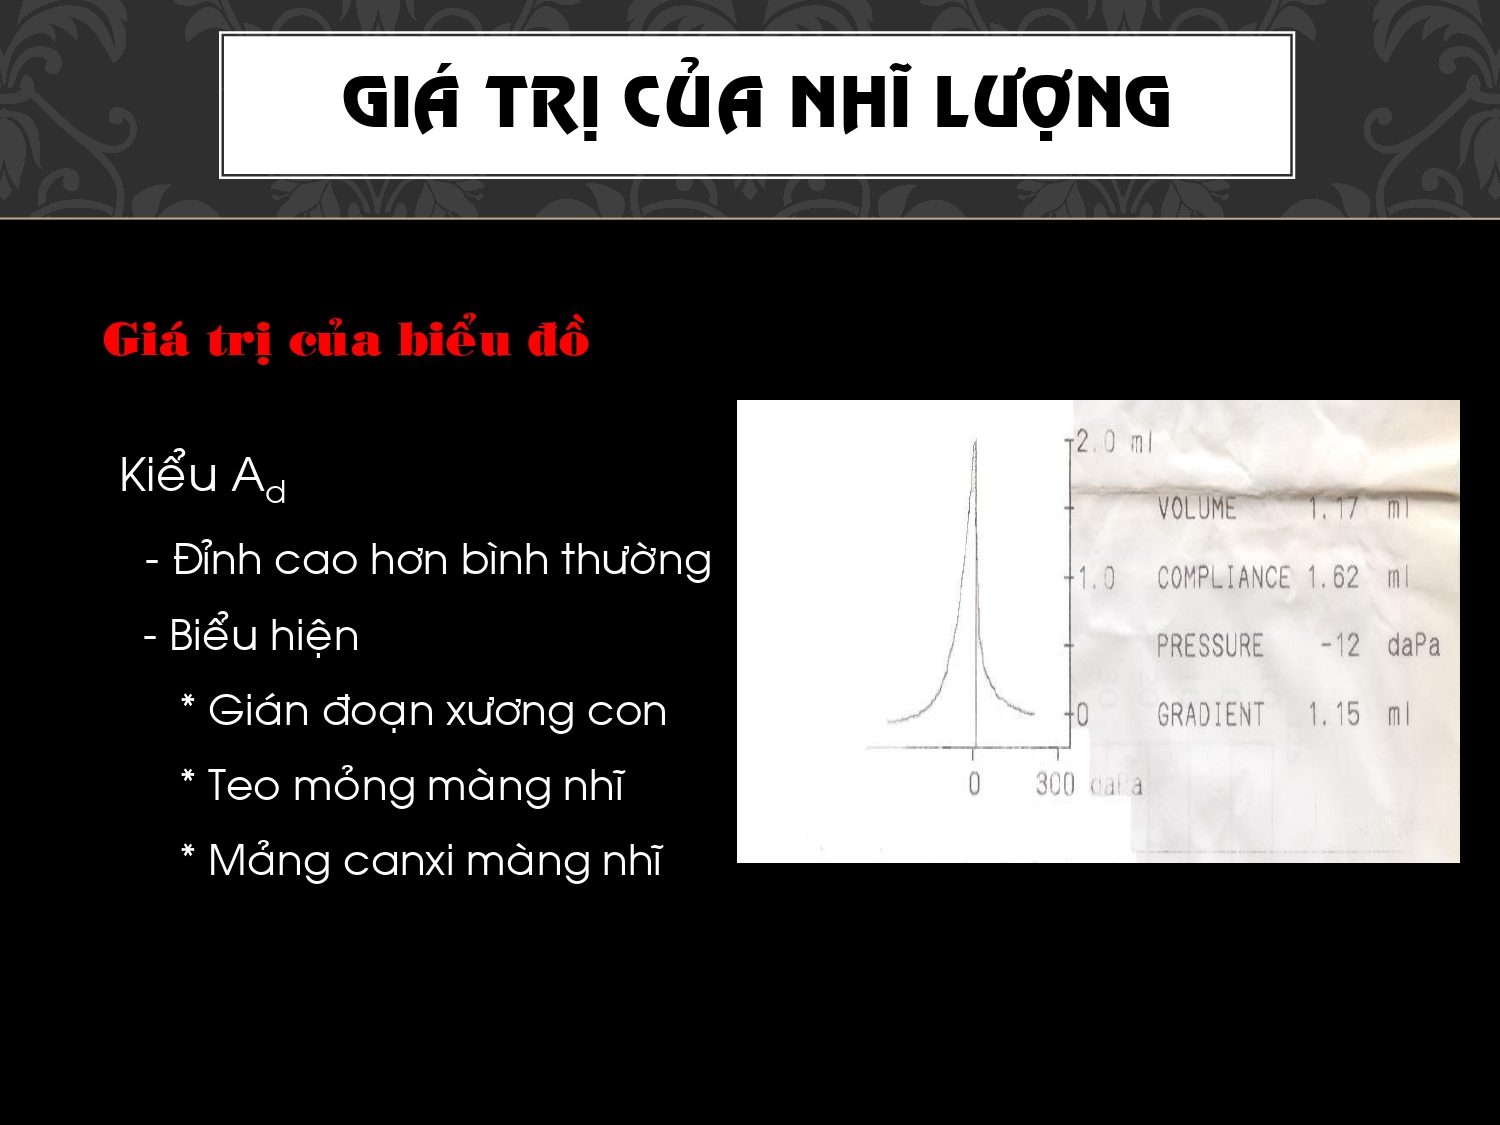 GIÁ TRỊ CỦA NHĨ LƯỢNG
Giá trị của biểu đồ
Kiểu Ad
- Đỉnh cao hơn bình thường
- Biểu hiện
* Gián đoạn xương con
* Teo mỏng màng nhĩ
* Mảng canxi màng nhĩ
2.0 ml
VOLUME 1.17 ml
1.0 COMPLIANCE 1.62 ml
PRESSURE -12 daPa
0 GRADIENT 1.15 ml
0 300 daPa